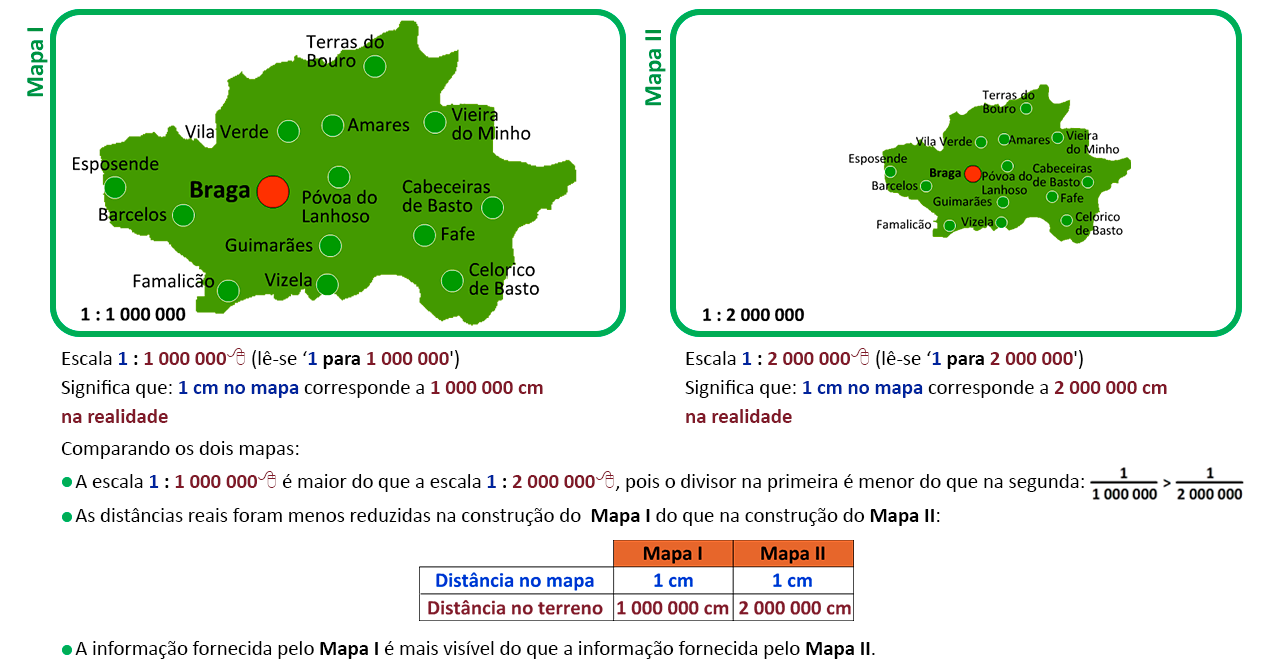 Mapa I
Terras do
Bouro
Vila Verde
Amares
Vieira
do Minho
Esposende
Braga
Póvoa do
Lanhoso
Cabeceiras
de Basto
Barcelos
Guimarães
Fafe
Famalicão
Vizela
Celorico
de Basto
1 : 1 000 000
Mapa II
Terras do
Bouro
Vila Verde
Amares
Vieira
do Minho
Esposende
Braga
Póvoa do
Lanhoso
Cabeceiras
de Basto
Barcelos
Guimarães
Fafe
Famalicão
Vizela
Celorico
de Basto
1 : 2 000 000
Escala 1 : 1 000 000 (lê-se ‘1 para 1 000 000')
Significa que: 1 cm no mapa corresponde a 1 000 000 cm
na realidade
Escala 1 : 2 000 000 (lê-se ‘1 para 2 000 000')
Significa que: 1 cm no mapa corresponde a 2 000 000 cm
na realidade
Comparando os dois mapas:
A escala 1 : 1 000 000 é maior do que a escala 1 : 2 000 000, pois o divisor na primeira é menor do que na segunda: 1/1 000 000 > 1/2 000 000
As distâncias reais foram menos reduzidas na construção do Mapa I do que na construção do Mapa II:
Mapa I Mapa II
Distância no mapa 1 cm 1 cm
Distância no terreno 1 000 000 cm 2 000 000 cm
A informação fornecida pelo Mapa I é mais visível do que a informação fornecida pelo Mapa II.